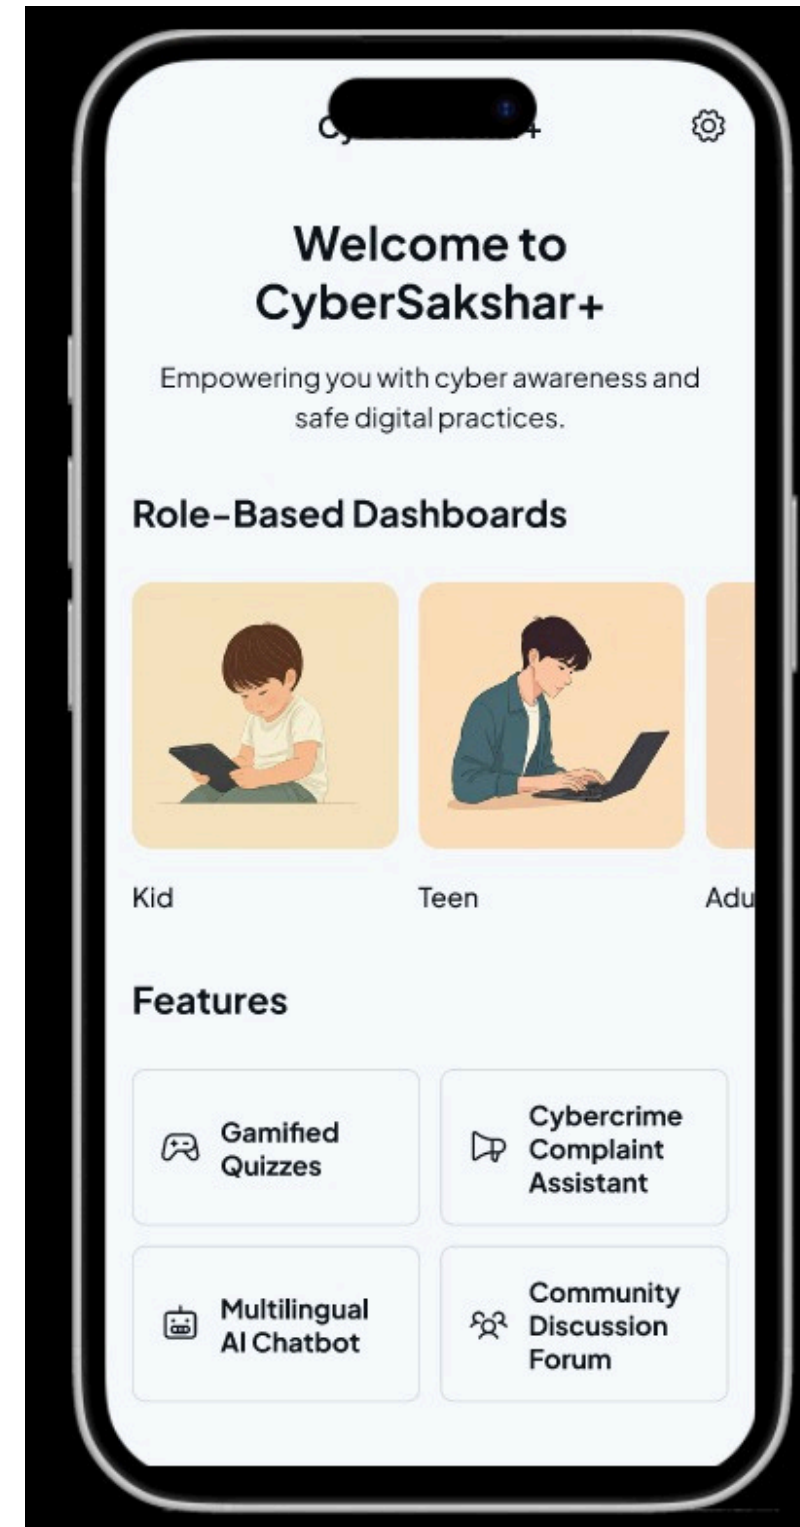 Welcome to
CyberSakshar+
Empowering you with cyber awareness and
safe digital practices.
Role-Based Dashboards
Kid
Teen
Adu
Features
Gamified
Quizzes
Cybercrime
Complaint
Assistant
Multilingual
AI Chatbot
Community
Discussion
Forum